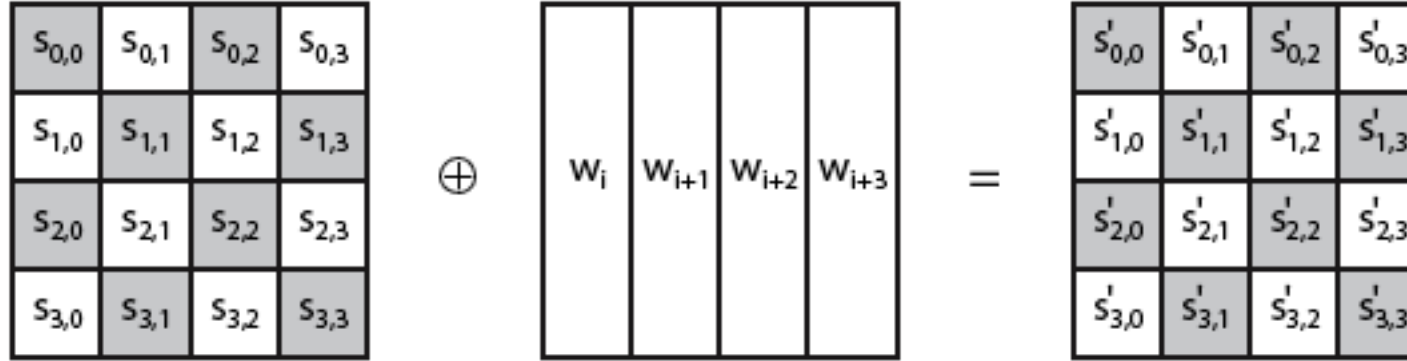 s0,0 s0,1 s0,2 s0,3 s'0,0 s'0,1 s'0,2 s'0,3
s1,0 s1,1 s1,2 s1,3 s'1,0 s'1,1 s'1,2 s'1,3
⊕ wi wi+1 wi+2 wi+3 =
s2,0 s2,1 s2,2 s2,3 s'2,0 s'2,1 s'2,2 s'2,3
s3,0 s3,1 s3,2 s3,3 s'3,0 s'3,1 s'3,2 s'3,3